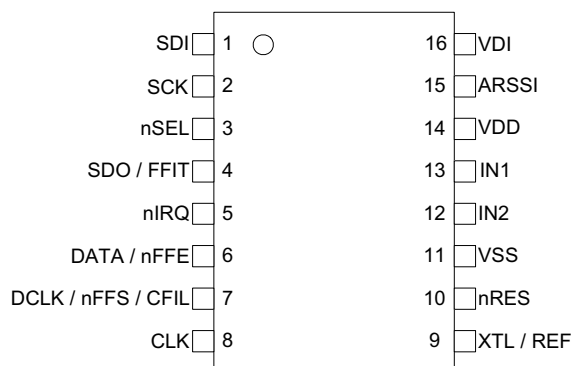 SDI 1 16 VDI
SCK 2 15 ARSSI
nSEL 3 14 VDD
SDO / FFIT 4 13 IN1
nIRQ 5 12 IN2
DATA / nFFE 6 11 VSS
DCLK / nFFS / CFIL 7 10 nRES
CLK 8 9 XTL / REF